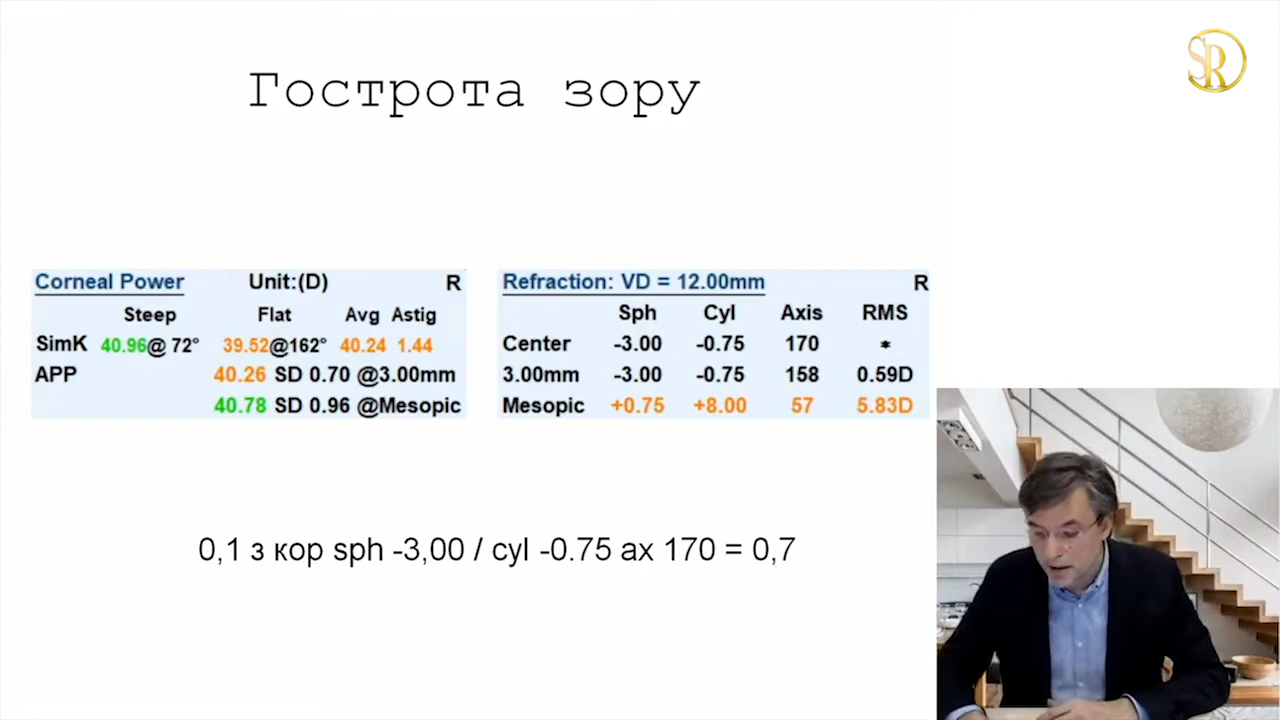 SR
Гострота зору
Corneal Power Unit:(D) R
Steep Flat Avg Astig
SimK 40.96@ 72° 39.52@162° 40.24 1.44
APP 40.26 SD 0.70 @3.00mm
40.78 SD 0.96 @Mesopic
Refraction: VD = 12.00mm R
Sph Cyl Axis RMS
Center -3.00 -0.75 170 *
3.00mm -3.00 -0.75 158 0.59D
Mesopic +0.75 +8.00 57 5.83D
0,1 з кор sph -3,00 / cyl -0.75 ax 170 = 0,7